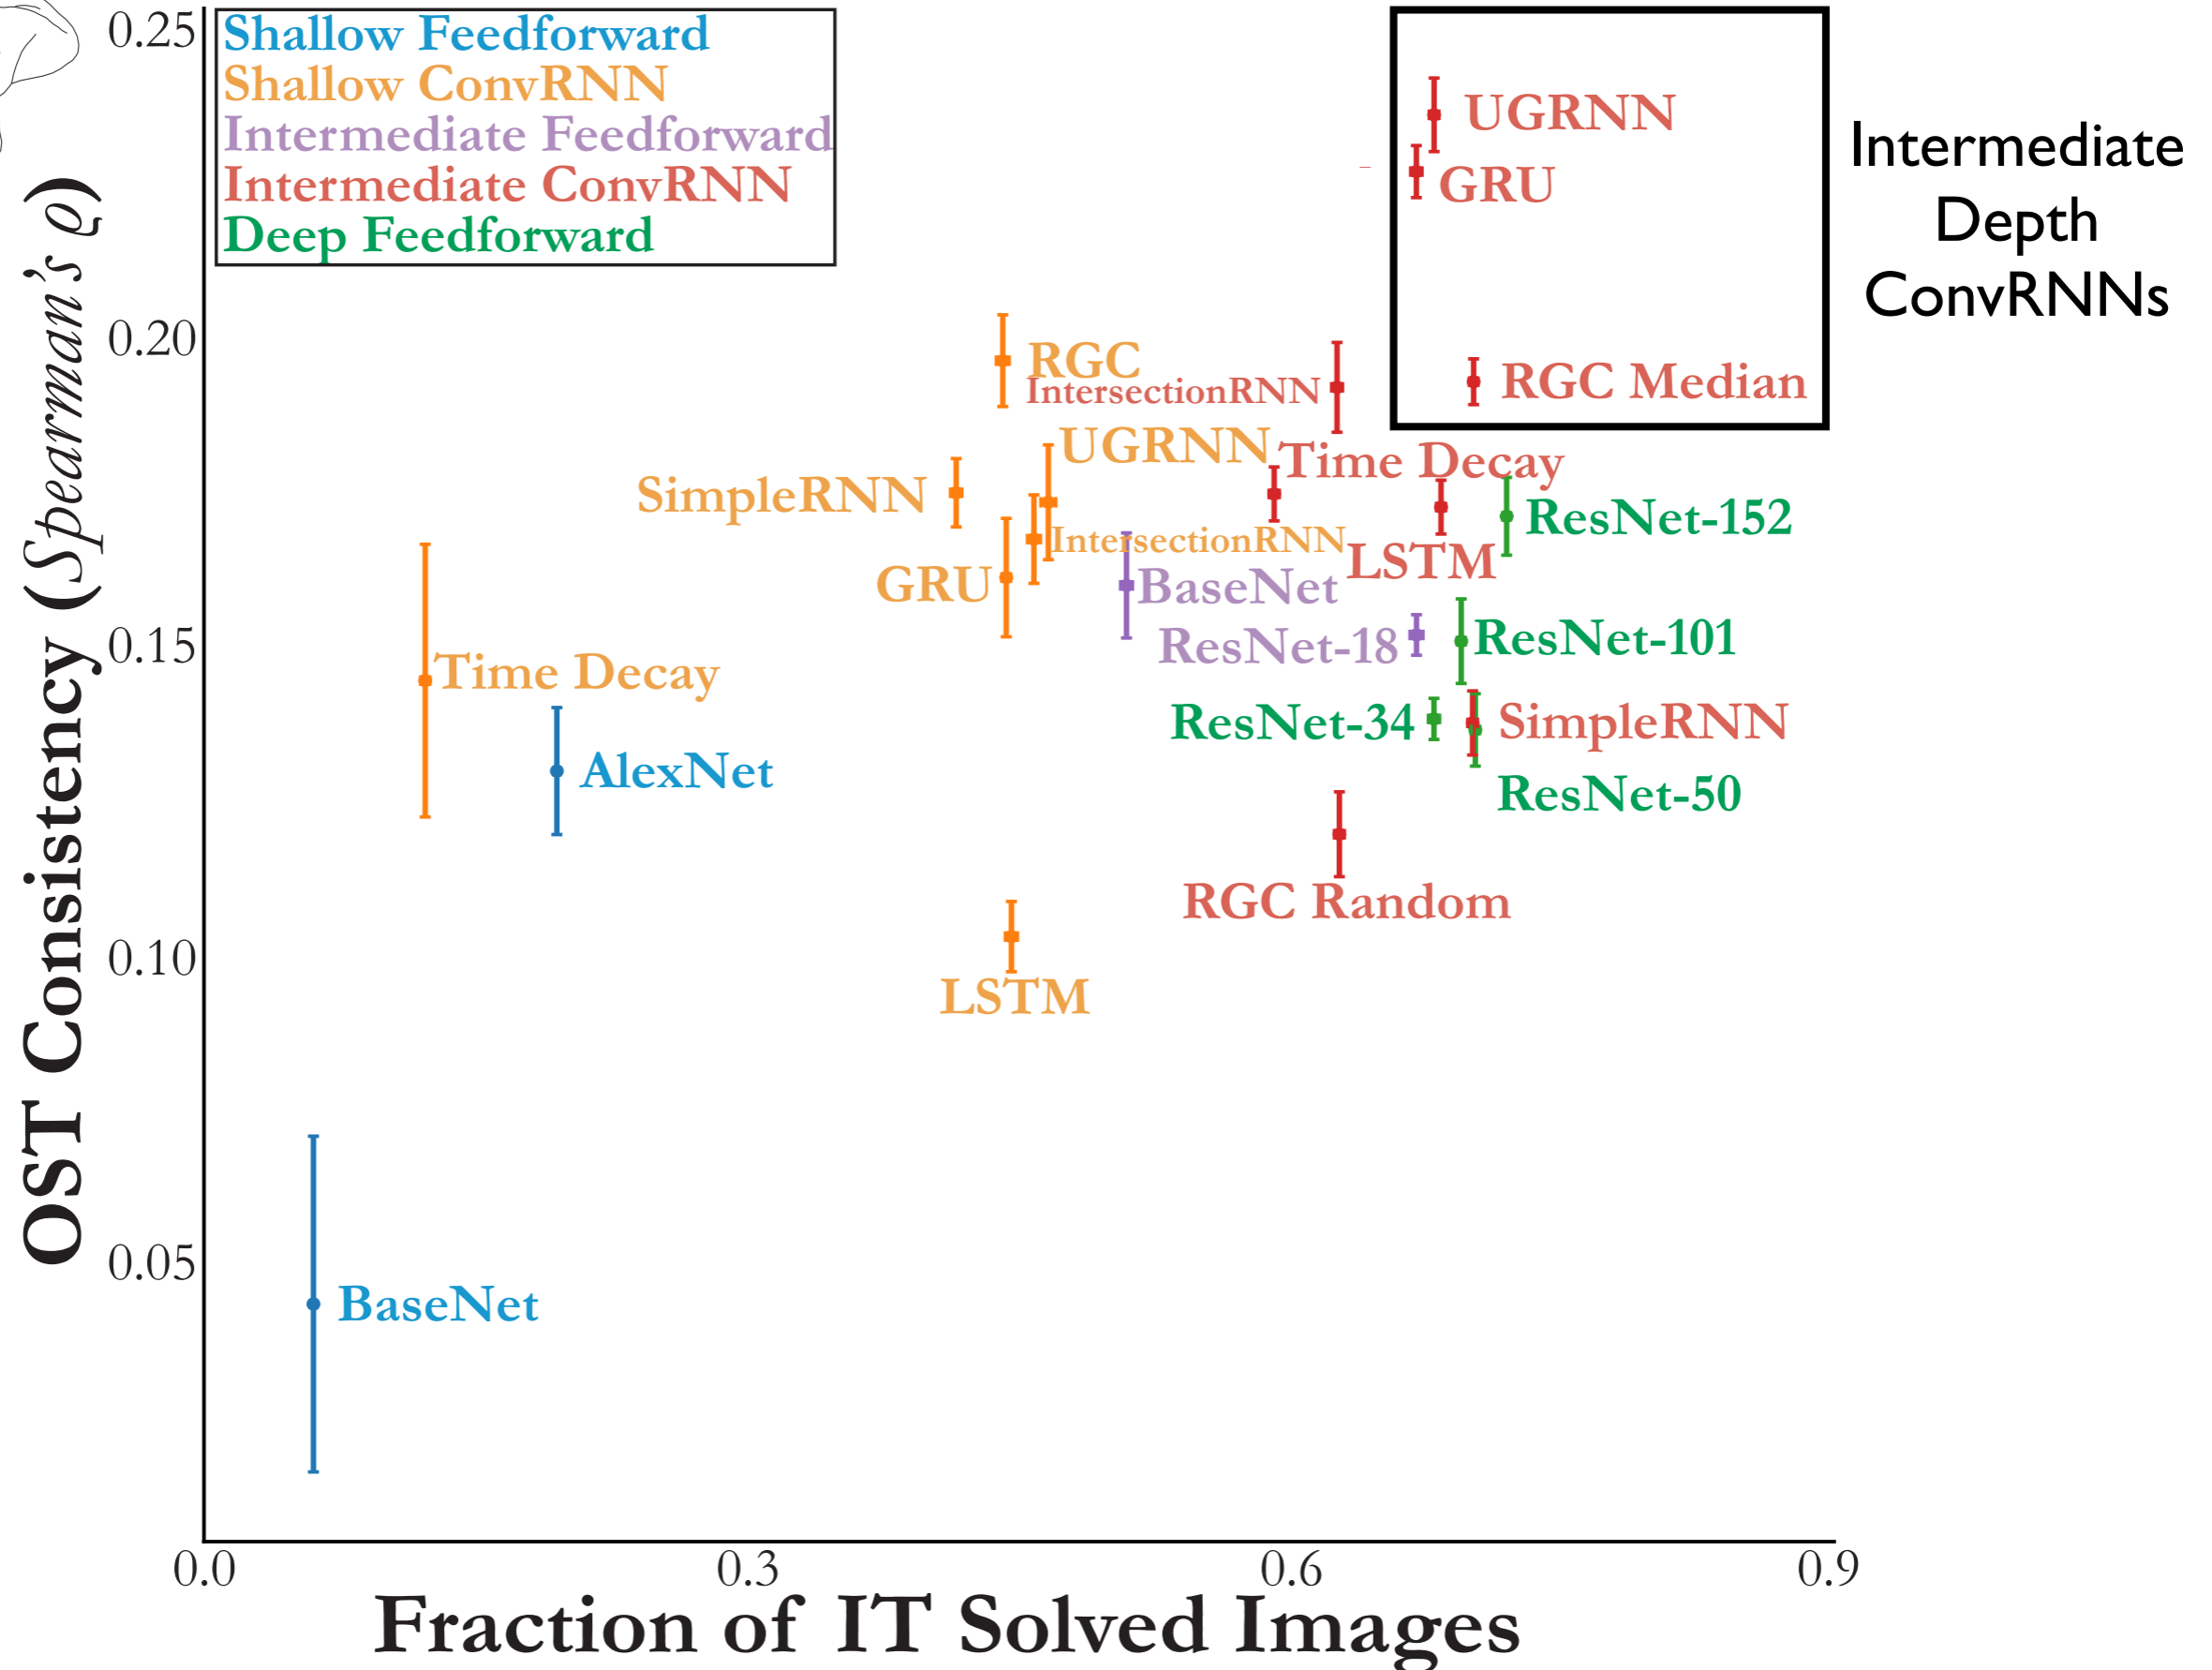 0.25
0.20
0.15
0.10
0.05
OST Consistency (Spearman's ϱ)
Shallow Feedforward
Shallow ConvRNN
Intermediate Feedforward
Intermediate ConvRNN
Deep Feedforward
UGRNN
GRU
RGC Median
Intermediate
Depth
ConvRNNs
RGC
IntersectionRNN
UGRNN
Time Decay
SimpleRNN
ResNet-152
IntersectionRNN
LSTM
GRU
BaseNet
ResNet-18
ResNet-101
Time Decay
ResNet-34
SimpleRNN
AlexNet
ResNet-50
RGC Random
LSTM
BaseNet
0.0
0.3
0.6
0.9
Fraction of IT Solved Images